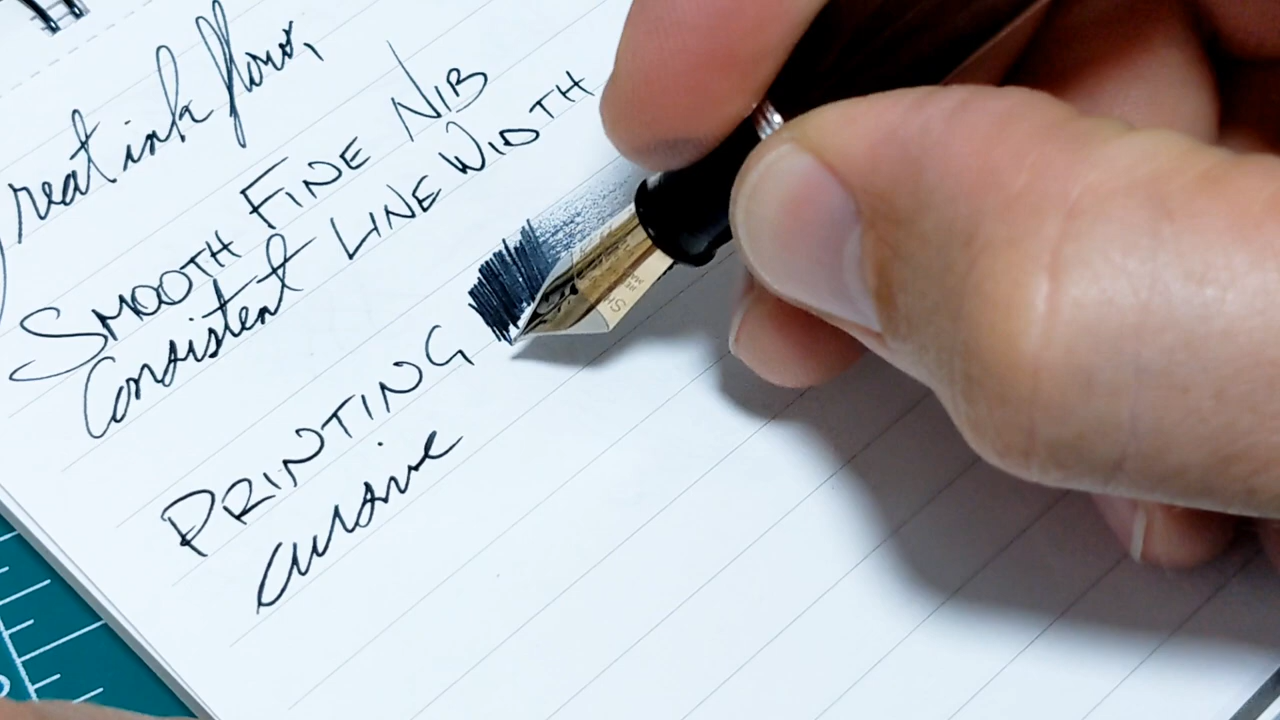 Great ink flow,
SMOOTH FINE NIB
Consistent LINE WIDTH
PRINTING
cursive